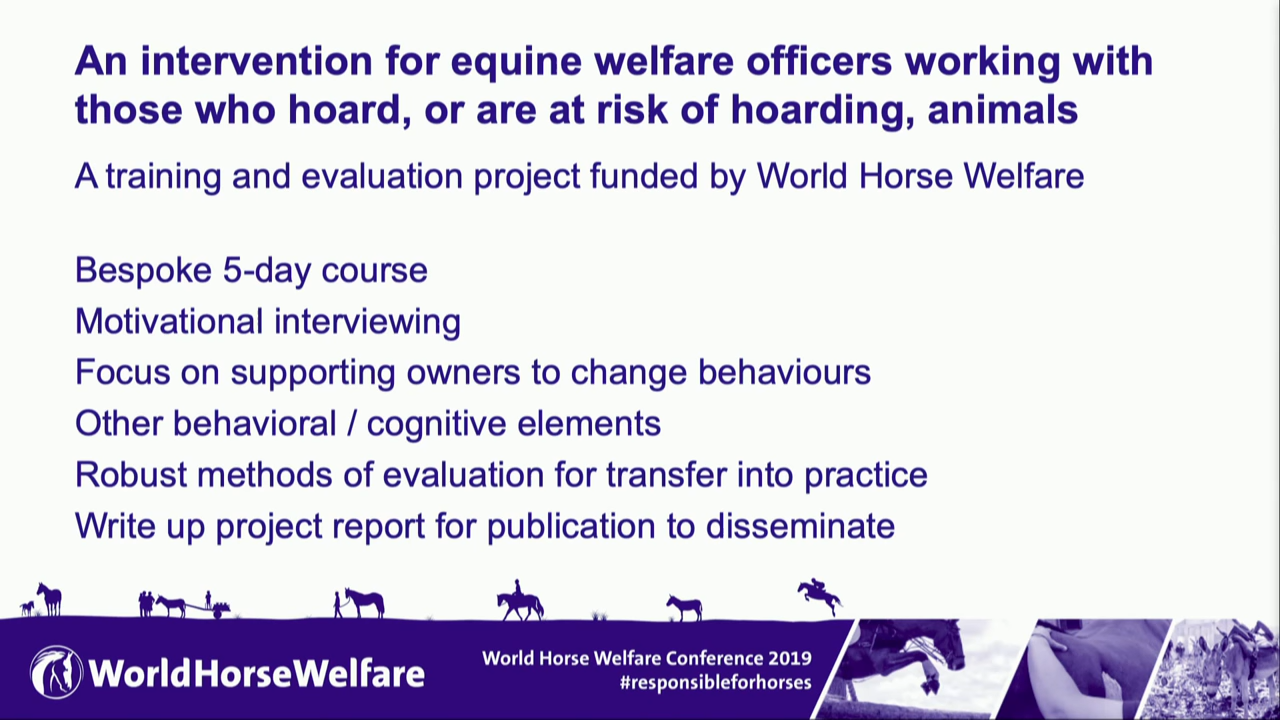 An intervention for equine welfare officers working with
those who hoard, or are at risk of hoarding, animals
A training and evaluation project funded by World Horse Welfare
Bespoke 5-day course
Motivational interviewing
Focus on supporting owners to change behaviours
Other behavioral / cognitive elements
Robust methods of evaluation for transfer into practice
Write up project report for publication to disseminate
WorldHorseWelfare
World Horse Welfare Conference 2019
#responsibleforhorses